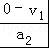 0 − v₁
a₂